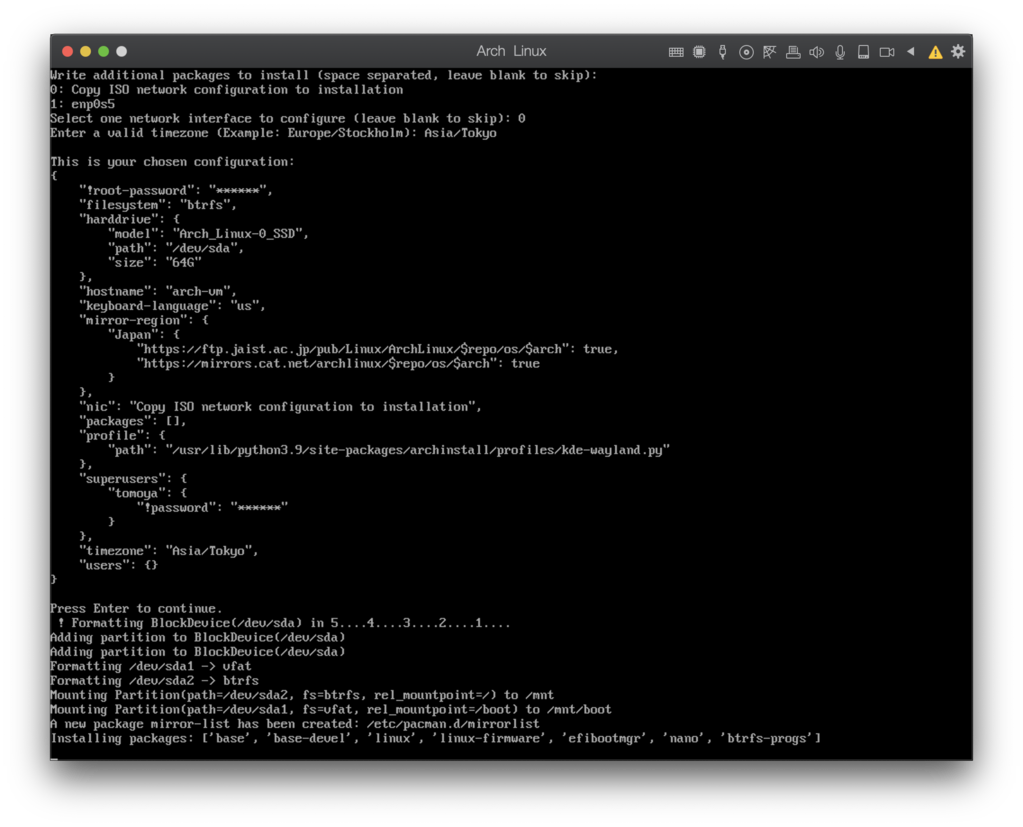 Arch Linux
Write additional packages to install (space separated, leave blank to skip):
0: Copy ISO network configuration to installation
1: enp0s5
Select one network interface to configure (leave blank to skip): 0
Enter a valid timezone (Example: Europe/Stockholm): Asia/Tokyo

This is your chosen configuration:
{
    "!root-password": "******",
    "filesystem": "btrfs",
    "harddrive": {
        "model": "Arch_Linux-0_SSD",
        "path": "/dev/sda",
        "size": "64G"
    },
    "hostname": "arch-vm",
    "keyboard-language": "us",
    "mirror-region": {
        "Japan": {
            "https://ftp.jaist.ac.jp/pub/Linux/ArchLinux/$repo/os/$arch": true,
            "https://mirrors.cat.net/archlinux/$repo/os/$arch": true
        }
    },
    "nic": "Copy ISO network configuration to installation",
    "packages": [],
    "profile": {
        "path": "/usr/lib/python3.9/site-packages/archinstall/profiles/kde-wayland.py"
    },
    "superusers": {
        "tomoya": {
            "!password": "******"
        }
    },
    "timezone": "Asia/Tokyo",
    "users": {}
}

Press Enter to continue.
 ! Formatting BlockDevice(/dev/sda) in 5....4....3....2....1....
Adding partition to BlockDevice(/dev/sda)
Adding partition to BlockDevice(/dev/sda)
Formatting /dev/sda1 -> vfat
Formatting /dev/sda2 -> btrfs
Mounting Partition(path=/dev/sda2, fs=btrfs, rel_mountpoint=/) to /mnt
Mounting Partition(path=/dev/sda1, fs=vfat, rel_mountpoint=/boot) to /mnt/boot
A new package mirror-list has been created: /etc/pacman.d/mirrorlist
Installing packages: ['base', 'base-devel', 'linux', 'linux-firmware', 'efibootmgr', 'nano', 'btrfs-progs']